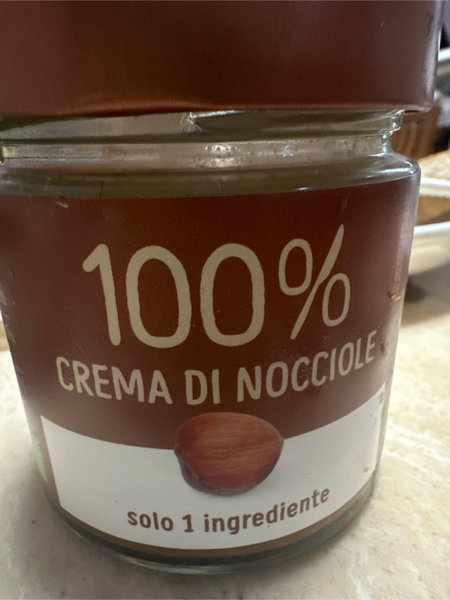 100%
CREMA DI NOCCIOLE
solo 1 ingrediente